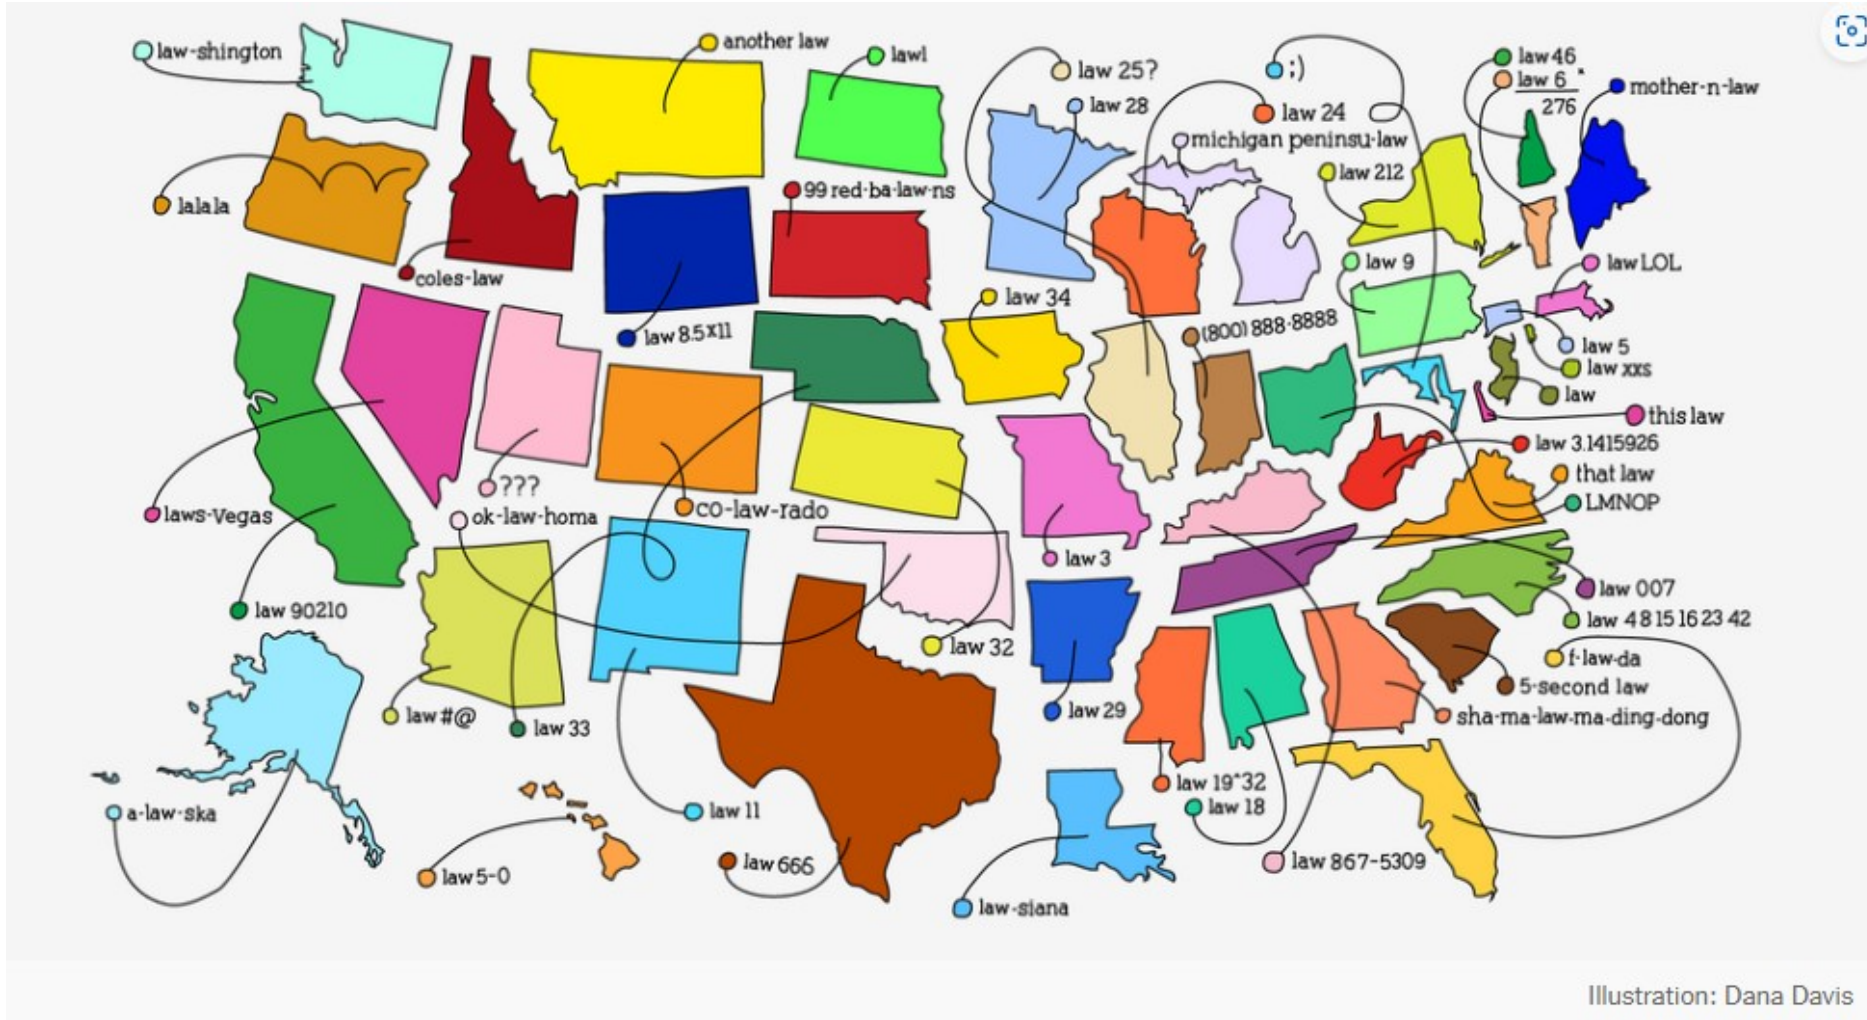 law-shington
another law
lawl
law 25?
;)
law 46
law 6 *
276
mother-n-law
law 28
law 24
michigan peninsu-law
law 212
lalala
99 red-ba-law-ns
coles-law
law 9
law LOL
law 34
law 8.5x11
(800) 888-8888
law 5
law xxs
law
this law
law 3.1415926
that law
LMNOP
laws-Vegas
???
ok-law-homa
co-law-rado
law 3
law 90210
law 007
law 4 8 15 16 23 42
law 32
f-law-da
5-second law
law #@
law 33
law 29
sha-ma-law-ma-ding-dong
law 19^32
law 18
a-law-ska
law 11
law 5-0
law 666
law 867-5309
law-siana
Illustration: Dana Davis